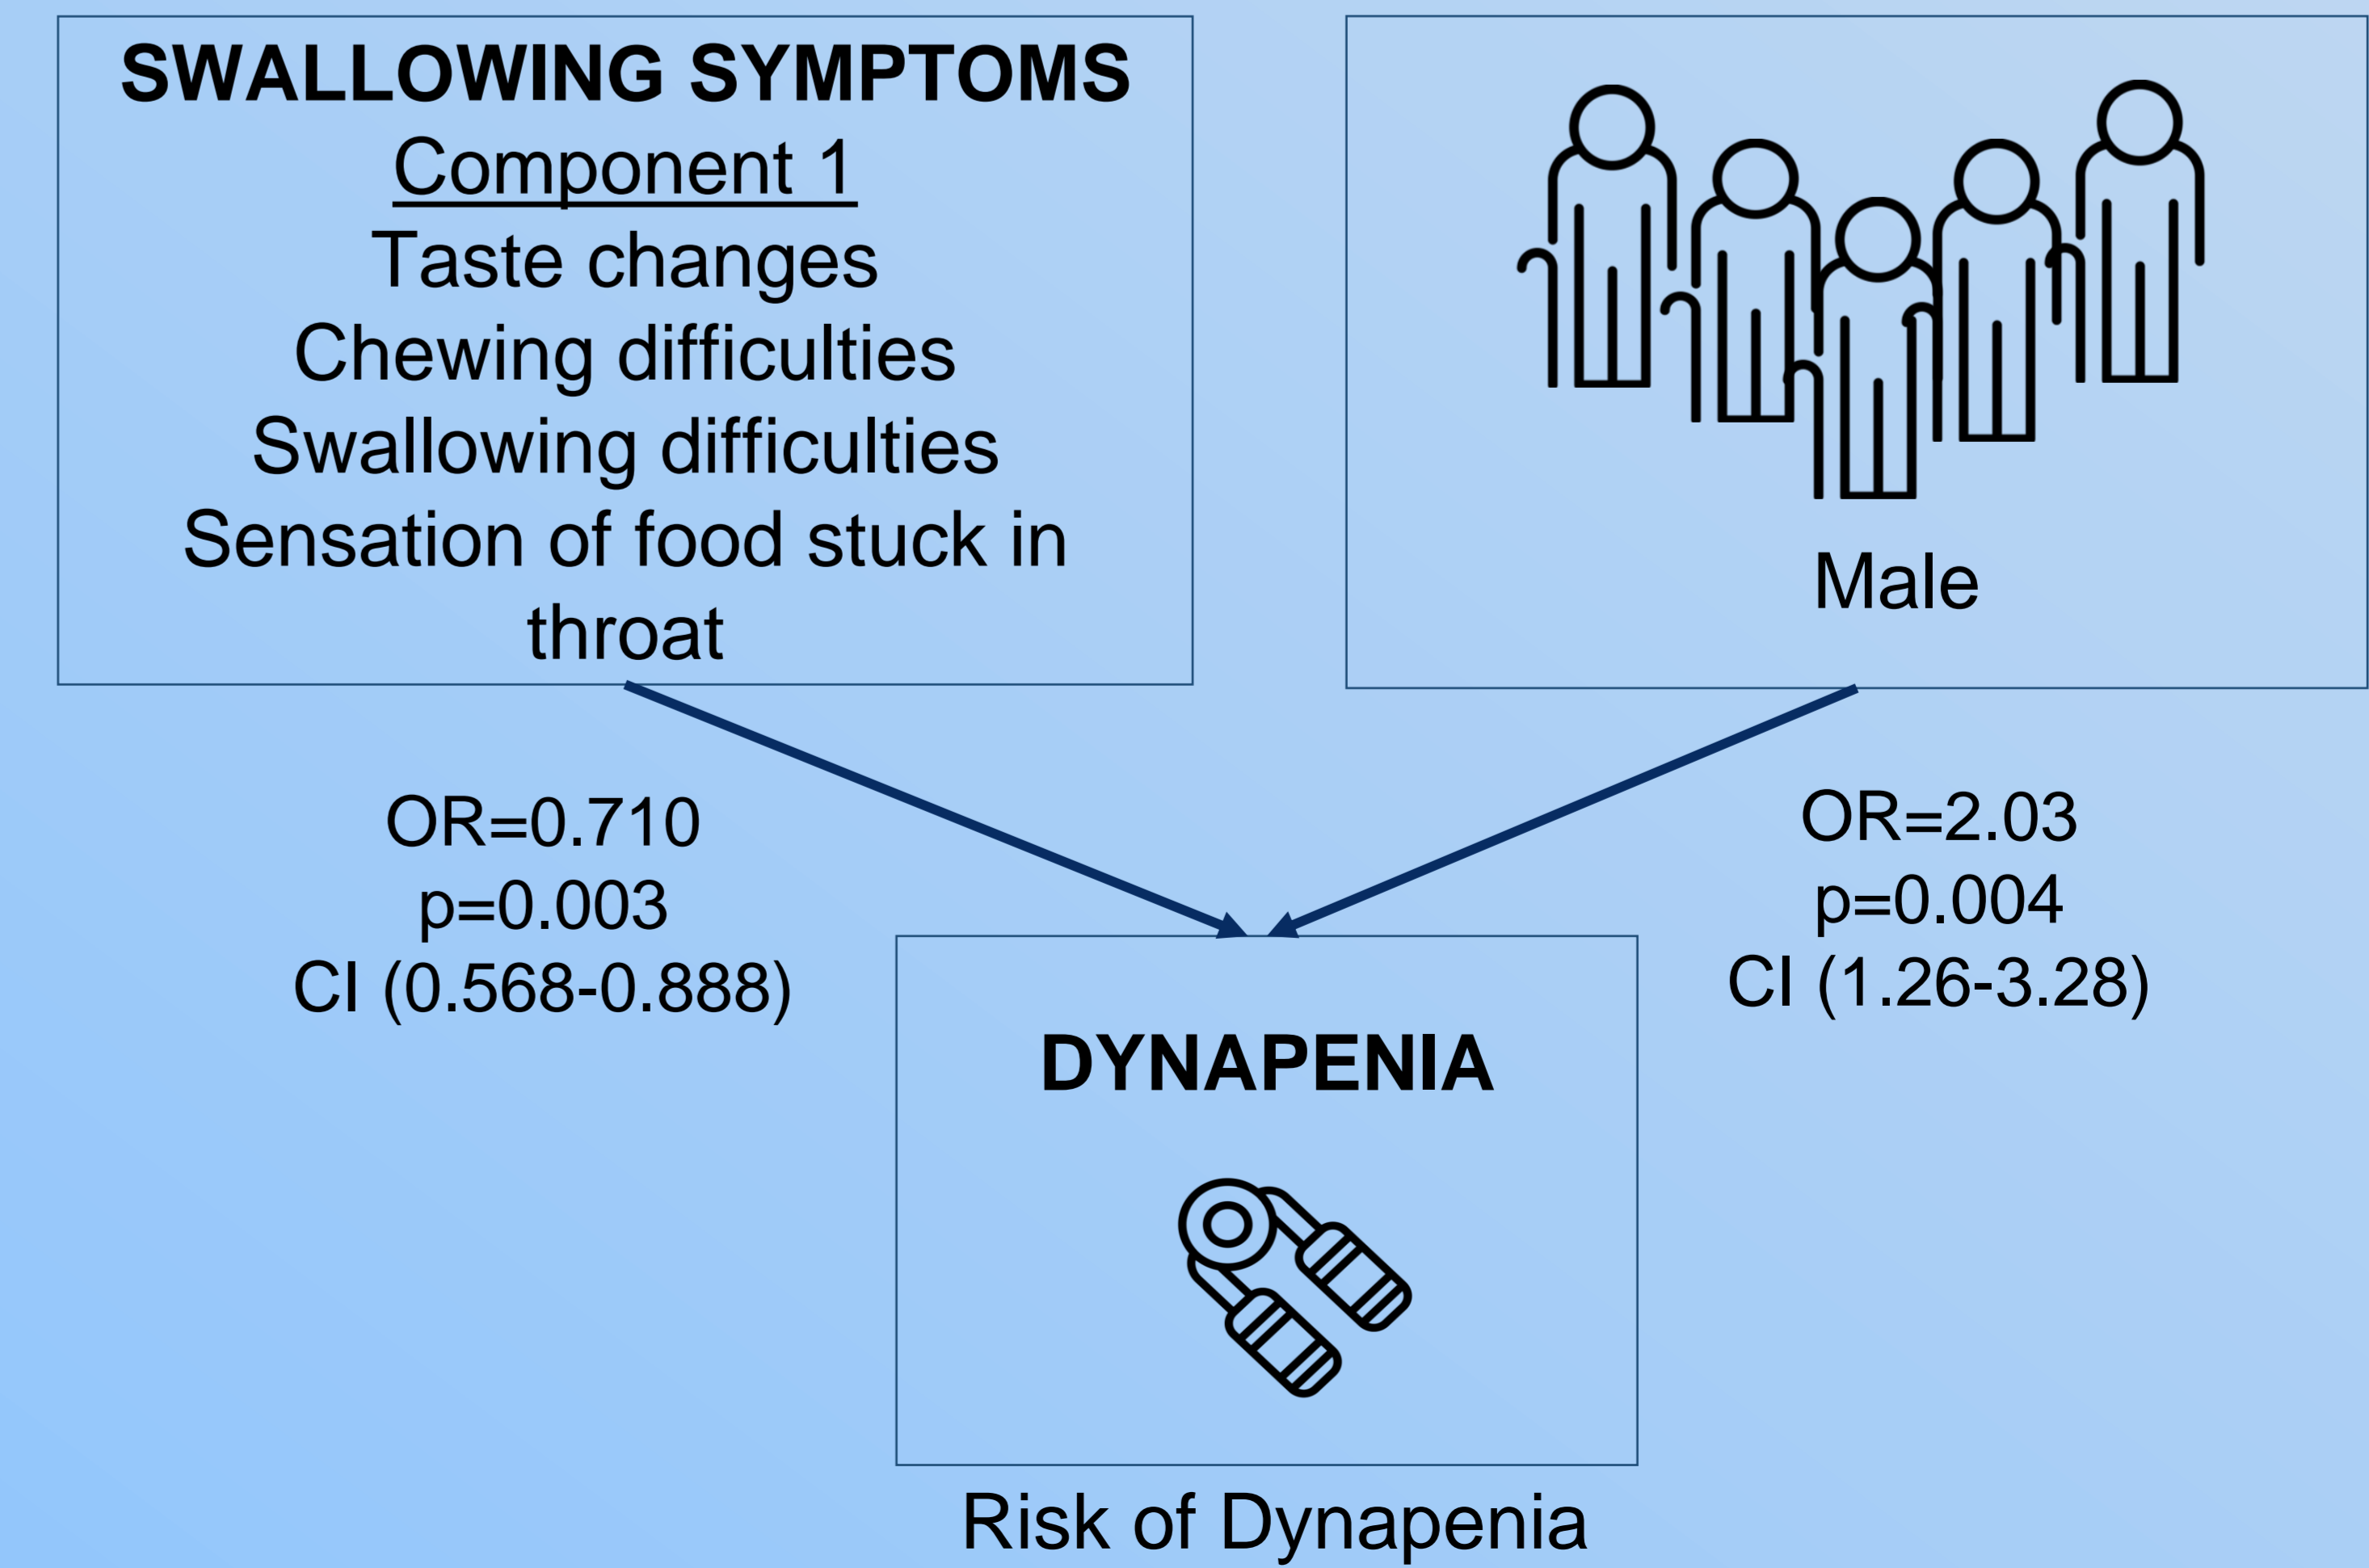 SWALLOWING SYMPTOMS
Component 1
Taste changes
Chewing difficulties
Swallowing difficulties
Sensation of food stuck in
throat
Male
OR=0.710
p=0.003
CI (0.568-0.888)
OR=2.03
p=0.004
CI (1.26-3.28)
DYNAPENIA
Risk of Dynapenia